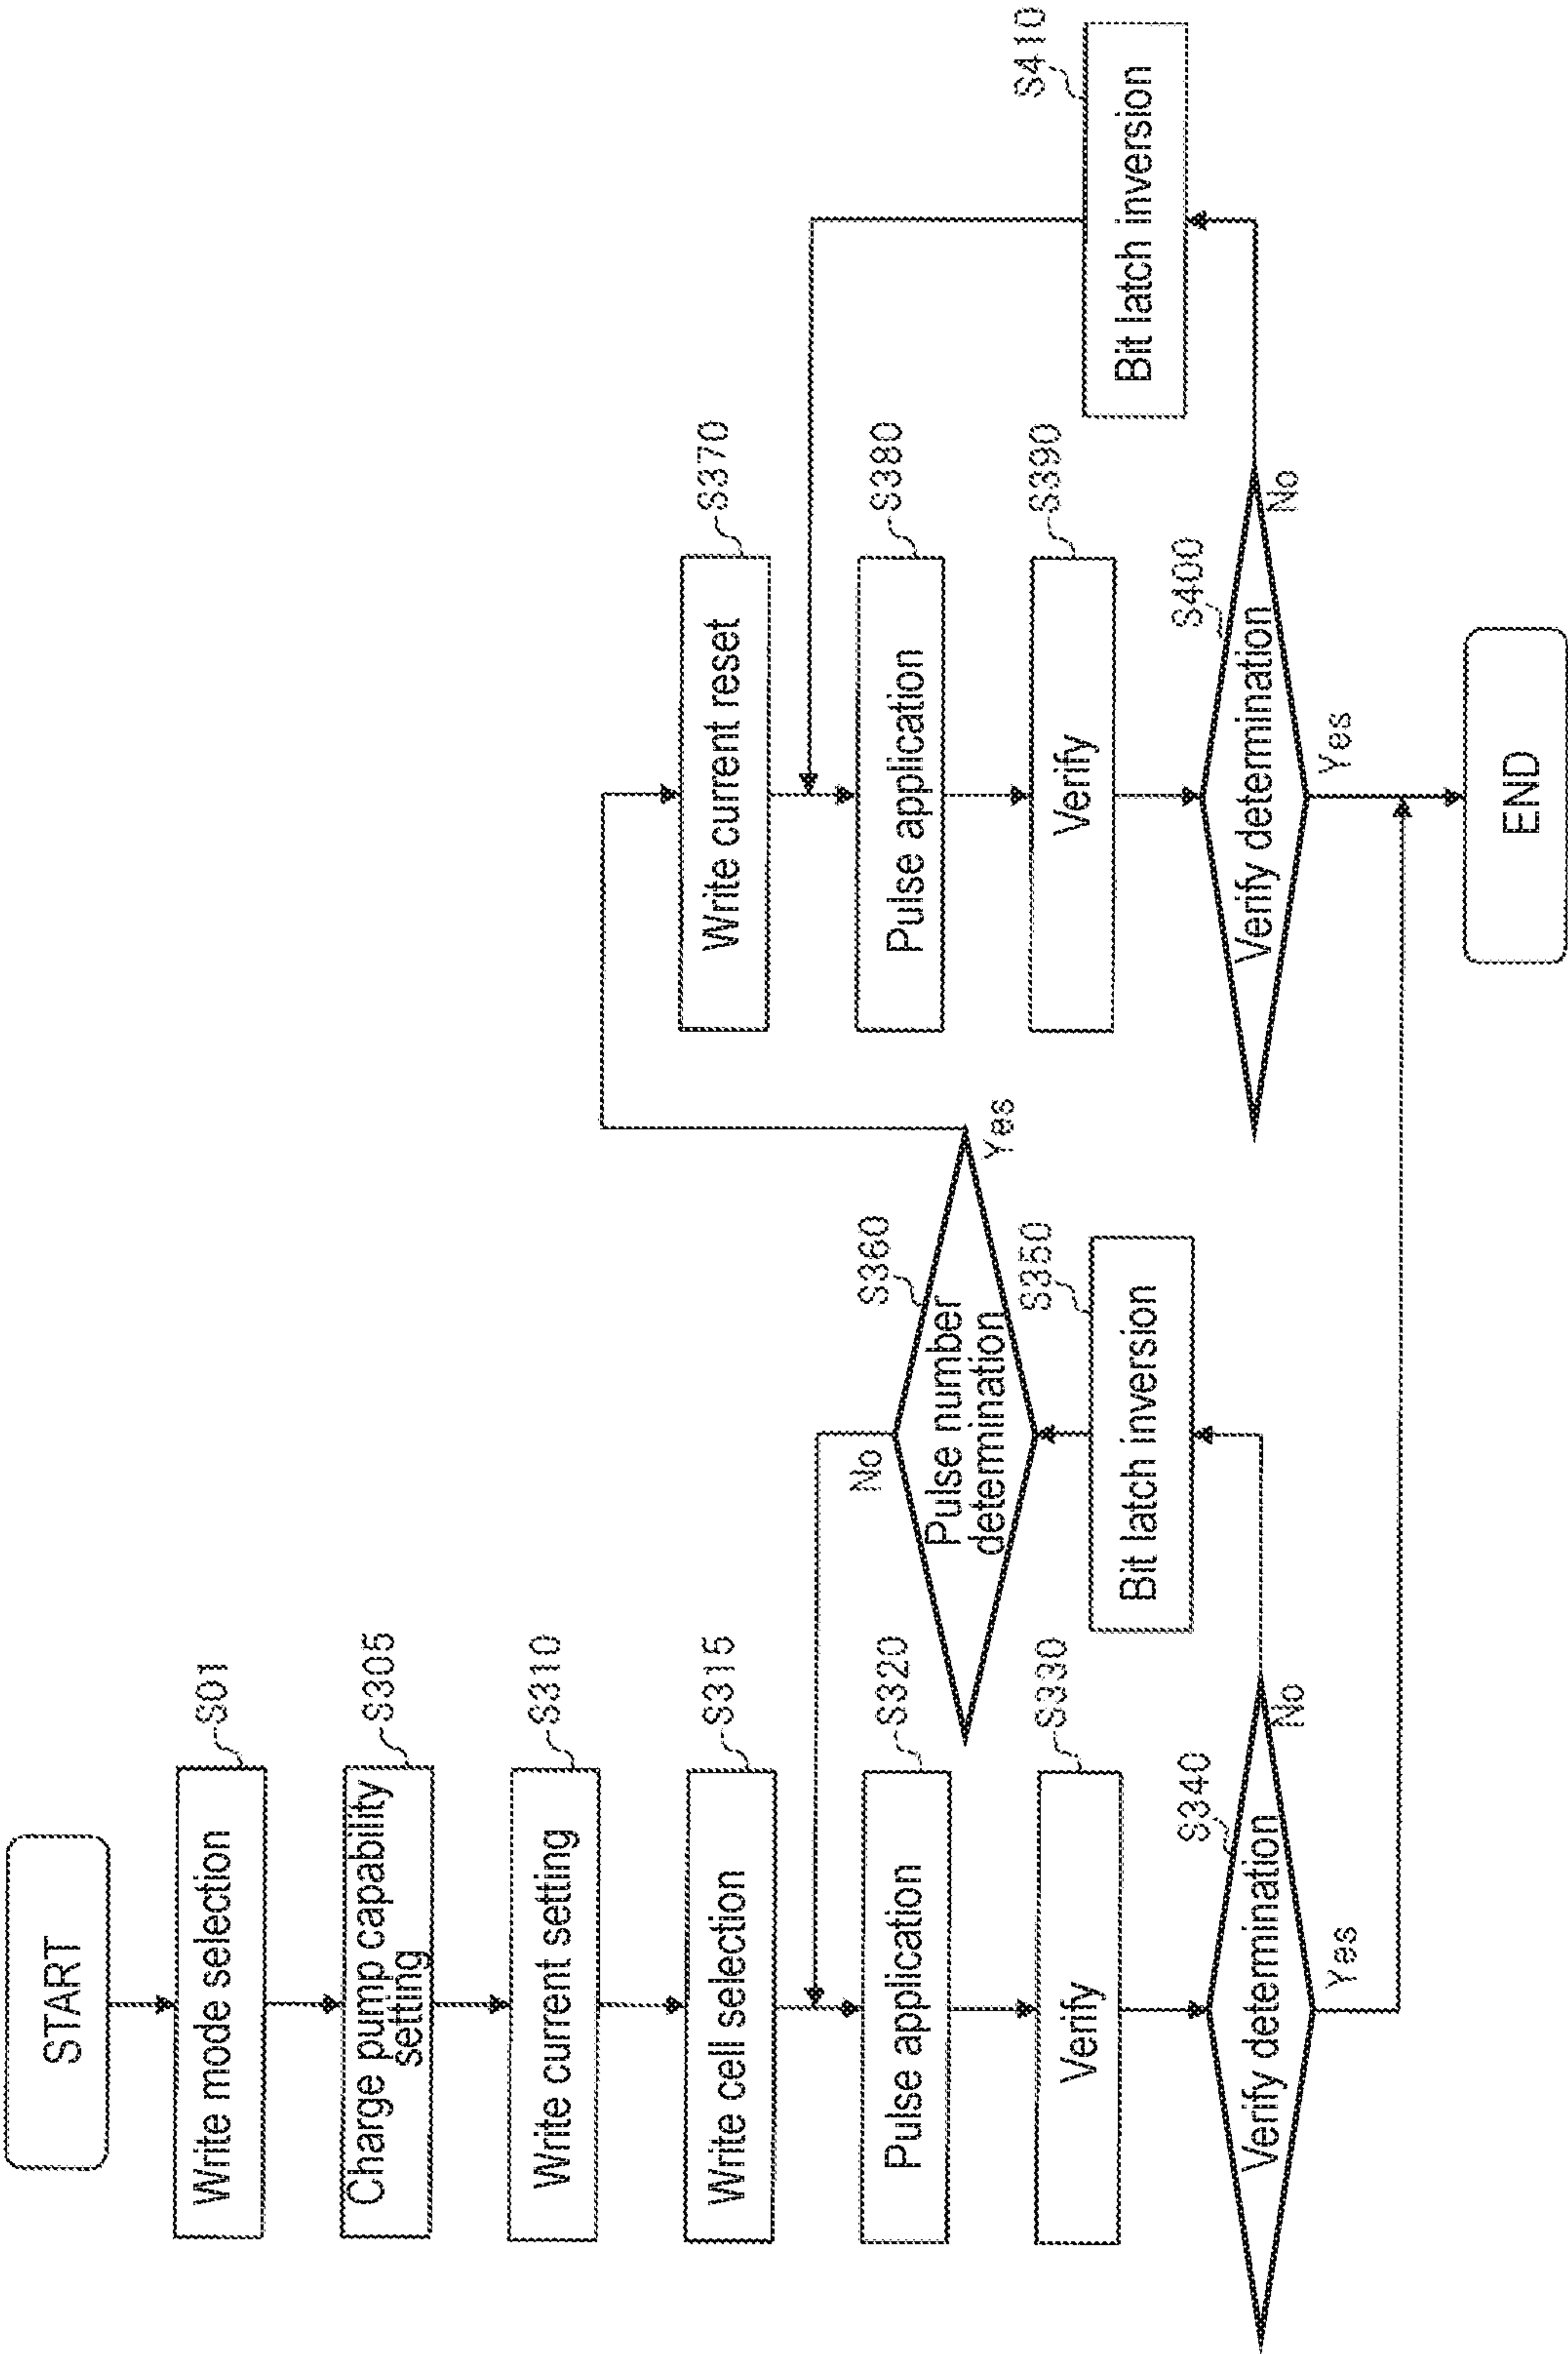 START
Write mode selection
S01
Charge pump capability
setting
S305
Write current setting
S310
Write cell selection
S315
Pulse application
S320
Verify
S330
Verify determination
S340
No
Yes
Bit latch inversion
S350
Pulse number
determination
S360
No
Yes
Write current reset
S370
Pulse application
S380
Verify
S390
Verify determination
S400
No
Yes
Bit latch inversion
S410
END